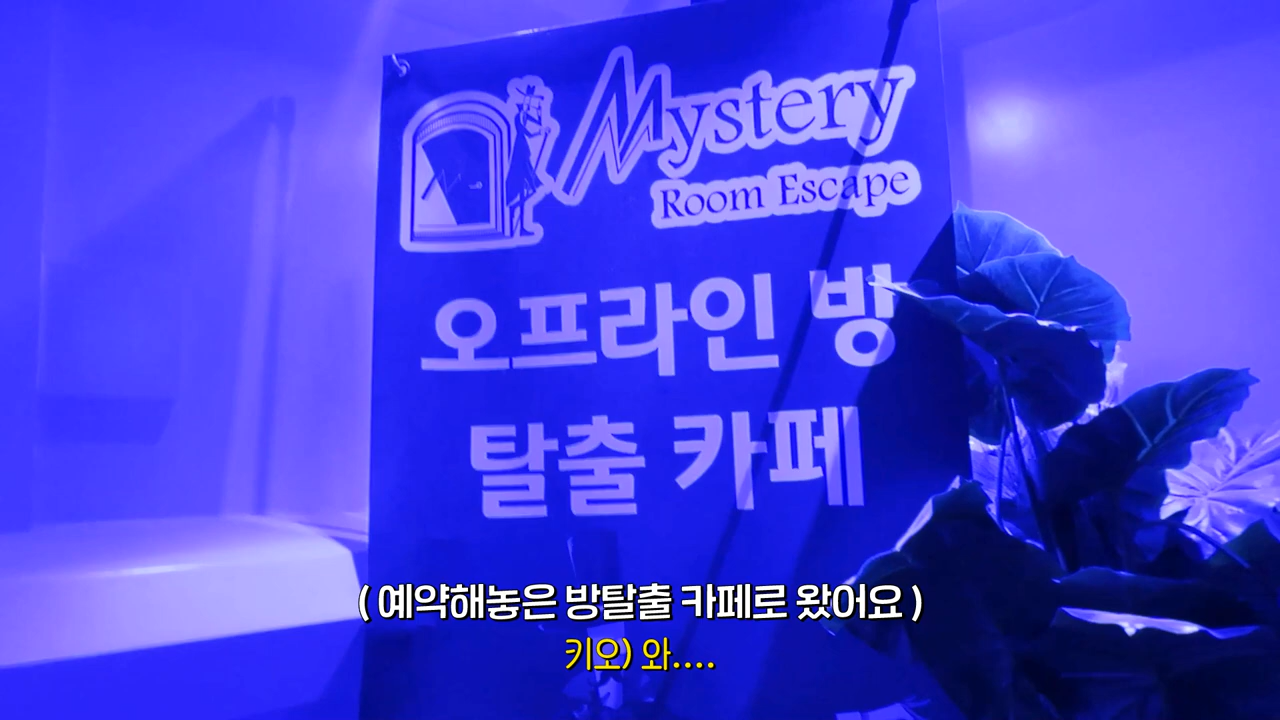 Mystery
Room Escape
오프라인 방
탈출 카페
( 예약해놓은 방탈출 카페로 왔어요 )
키오) 와....